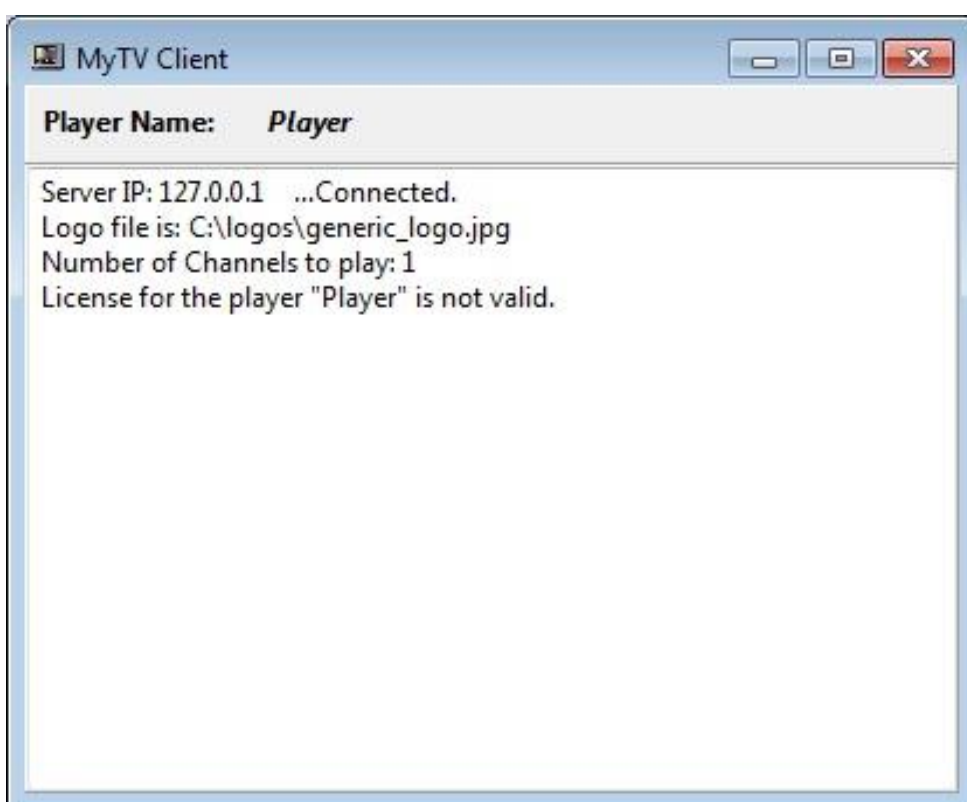 MyTV Client
Player Name: Player
Server IP: 127.0.0.1 ...Connected.
Logo file is: C:\logos\generic_logo.jpg
Number of Channels to play: 1
License for the player "Player" is not valid.